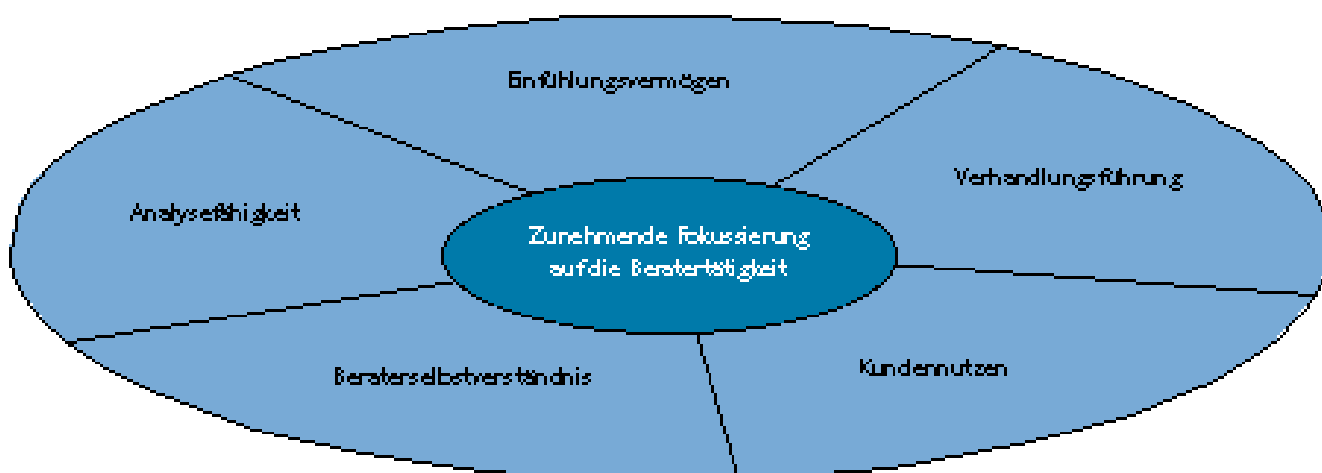 Einfühlungsvermögen
Verhandlungsführung
Analysefähigkeit
Zunehmende Fokussierung
auf die Beratertätigkeit
Kundennutzen
Beraterselbstverständnis